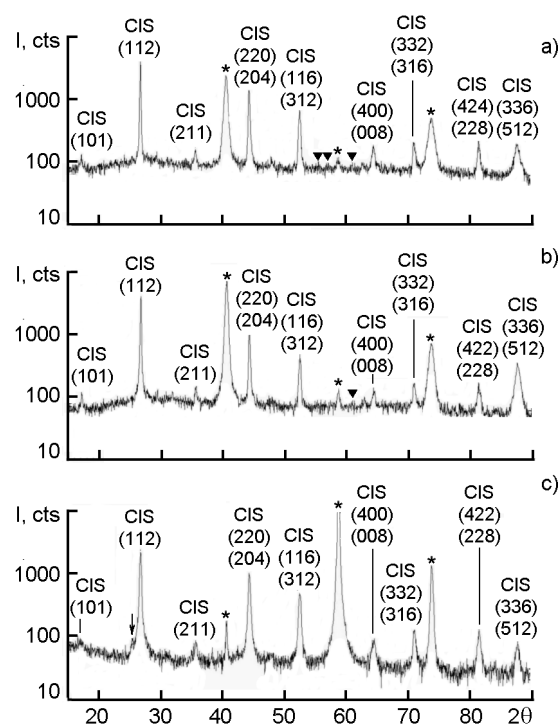 I, cts
a)
CIS
(101)
CIS
(112)
CIS
(211)
*
CIS
(220)
(204)
CIS
(116)
(312)
*
CIS
(400)
(008)
CIS
(332)
(316)
*
CIS
(424)
(228)
CIS
(336)
(512)
1000
100
10
I, cts
b)
CIS
(101)
CIS
(112)
CIS
(211)
*
CIS
(220)
(204)
CIS
(116)
(312)
*
CIS
(400)
(008)
CIS
(332)
(316)
*
CIS
(422)
(228)
CIS
(336)
(512)
1000
100
10
I, cts
c)
CIS
(101)
CIS
(112)
CIS
(211)
*
CIS
(220)
(204)
CIS
(116)
(312)
*
CIS
(400)
(008)
CIS
(332)
(316)
*
CIS
(422)
(228)
CIS
(336)
(512)
1000
100
10
20 30 40 50 60 70 80 2θ